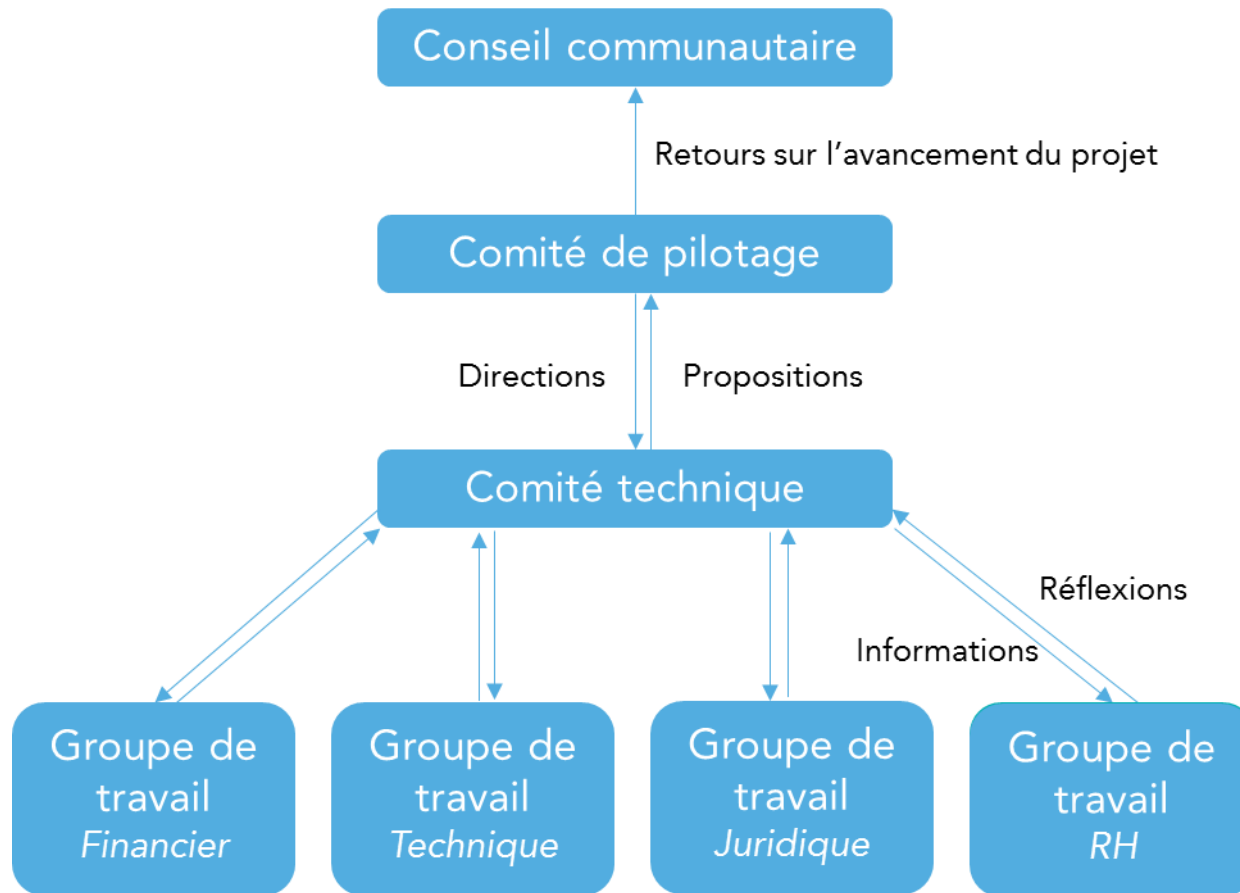 Conseil communautaire
Retours sur l’avancement du projet
Comité de pilotage
Directions
Propositions
Comité technique
Réflexions
Informations
Groupe de
travail
Financier
Groupe de
travail
Technique
Groupe de
travail
Juridique
Groupe de
travail
RH